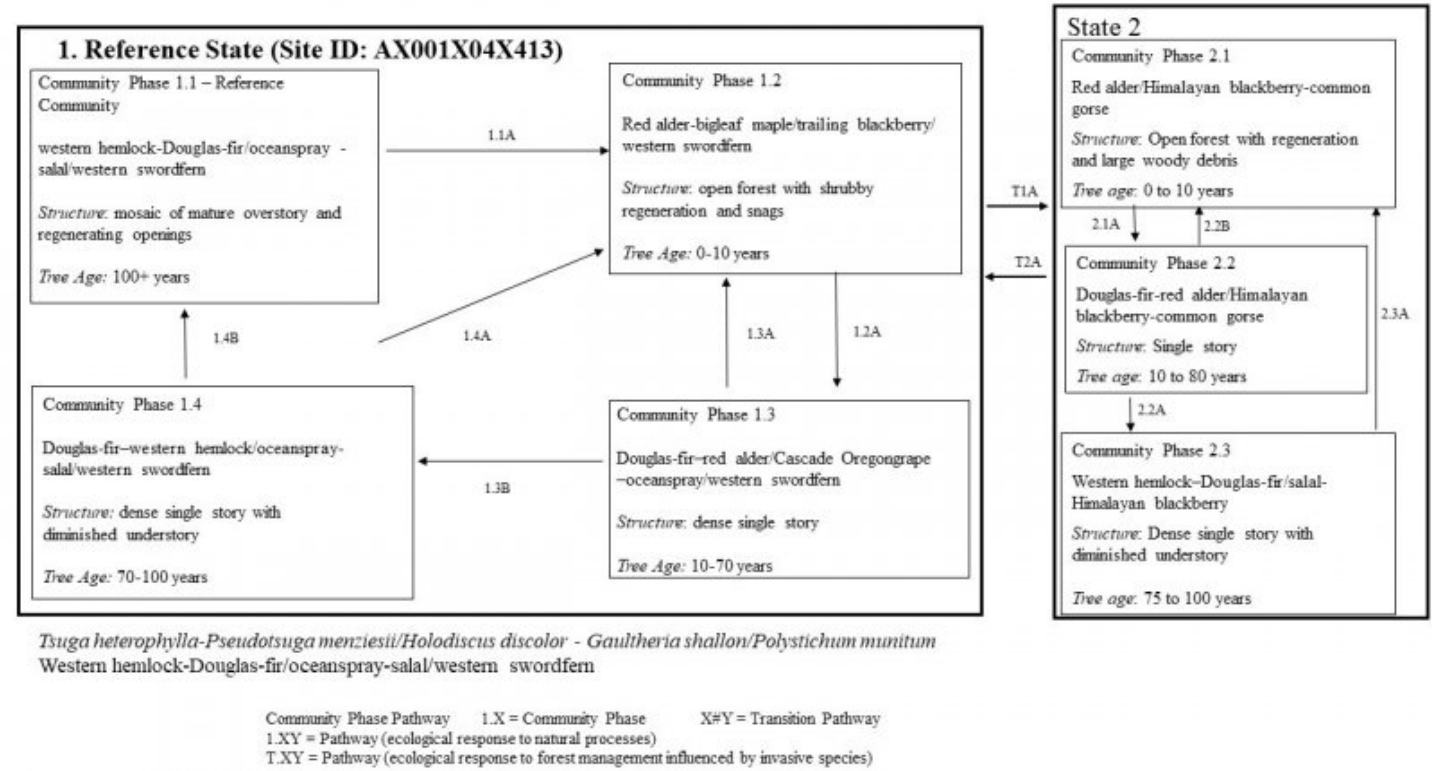 1. Reference State (Site ID: AX001X04X413)
Community Phase 1.1 – Reference
Community
western hemlock-Douglas-fir/oceanspray -
salal/western swordfern
Structure: mosaic of mature overstory and
regenerating openings
Tree Age: 100+ years
1.1A
Community Phase 1.2
Red alder-bigleaf maple/trailing blackberry/
western swordfern
Structure: open forest with shrubby
regeneration and snags
Tree Age: 0-10 years
1.4B
1.4A
1.3A
1.2A
Community Phase 1.4
Douglas-fir–western hemlock/oceanspray-
salal/western swordfern
Structure: dense single story with
diminished understory
Tree Age: 70-100 years
1.3B
Community Phase 1.3
Douglas-fir–red alder/Cascade Oregongrape
–oceanspray/western swordfern
Structure: dense single story
Tree Age: 10-70 years
T1A
T2A
State 2
Community Phase 2.1
Red alder/Himalayan blackberry-common
gorse
Structure: Open forest with regeneration
and large woody debris
Tree age: 0 to 10 years
2.1A
2.2B
Community Phase 2.2
Douglas-fir-red alder/Himalayan
blackberry-common gorse
Structure: Single story
Tree age: 10 to 80 years
2.3A
2.2A
Community Phase 2.3
Western hemlock–Douglas-fir/salal-
Himalayan blackberry
Structure: Dense single story with
diminished understory
Tree age: 75 to 100 years
Tsuga heterophylla-Pseudotsuga menziesii/Holodiscus discolor - Gaultheria shallon/Polystichum munitum
Western hemlock-Douglas-fir/oceanspray-salal/western swordfern
Community Phase Pathway 1.X = Community Phase X#Y = Transition Pathway
1.XY = Pathway (ecological response to natural processes)
T.XY = Pathway (ecological response to forest management influenced by invasive species)